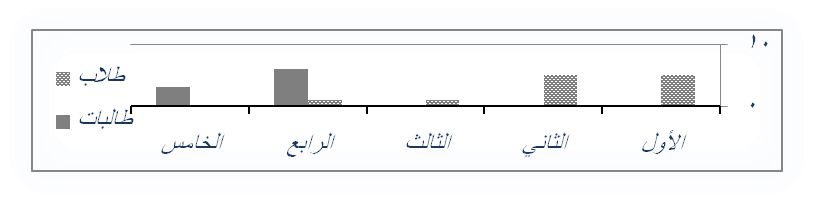 ١٠
٠
الأول
الثاني
الثالث
الرابع
الخامس
طلاب
طالبات